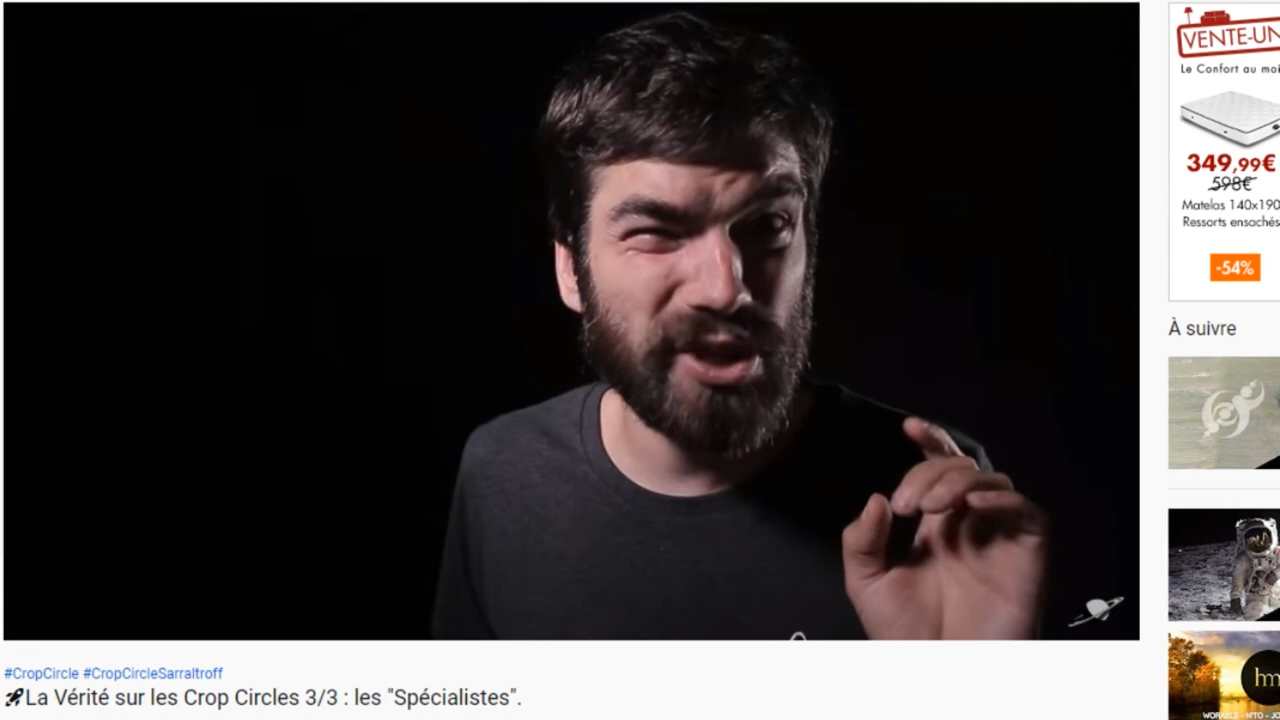 VENTE-UN
Le Confort au moi
349,99€
598€
Matelas 140x190
Ressorts ensachés
-54%
À suivre
hm
#CropCircle #CropCircleSarraltroff
La Vérité sur les Crop Circles 3/3 : les "Spécialistes".